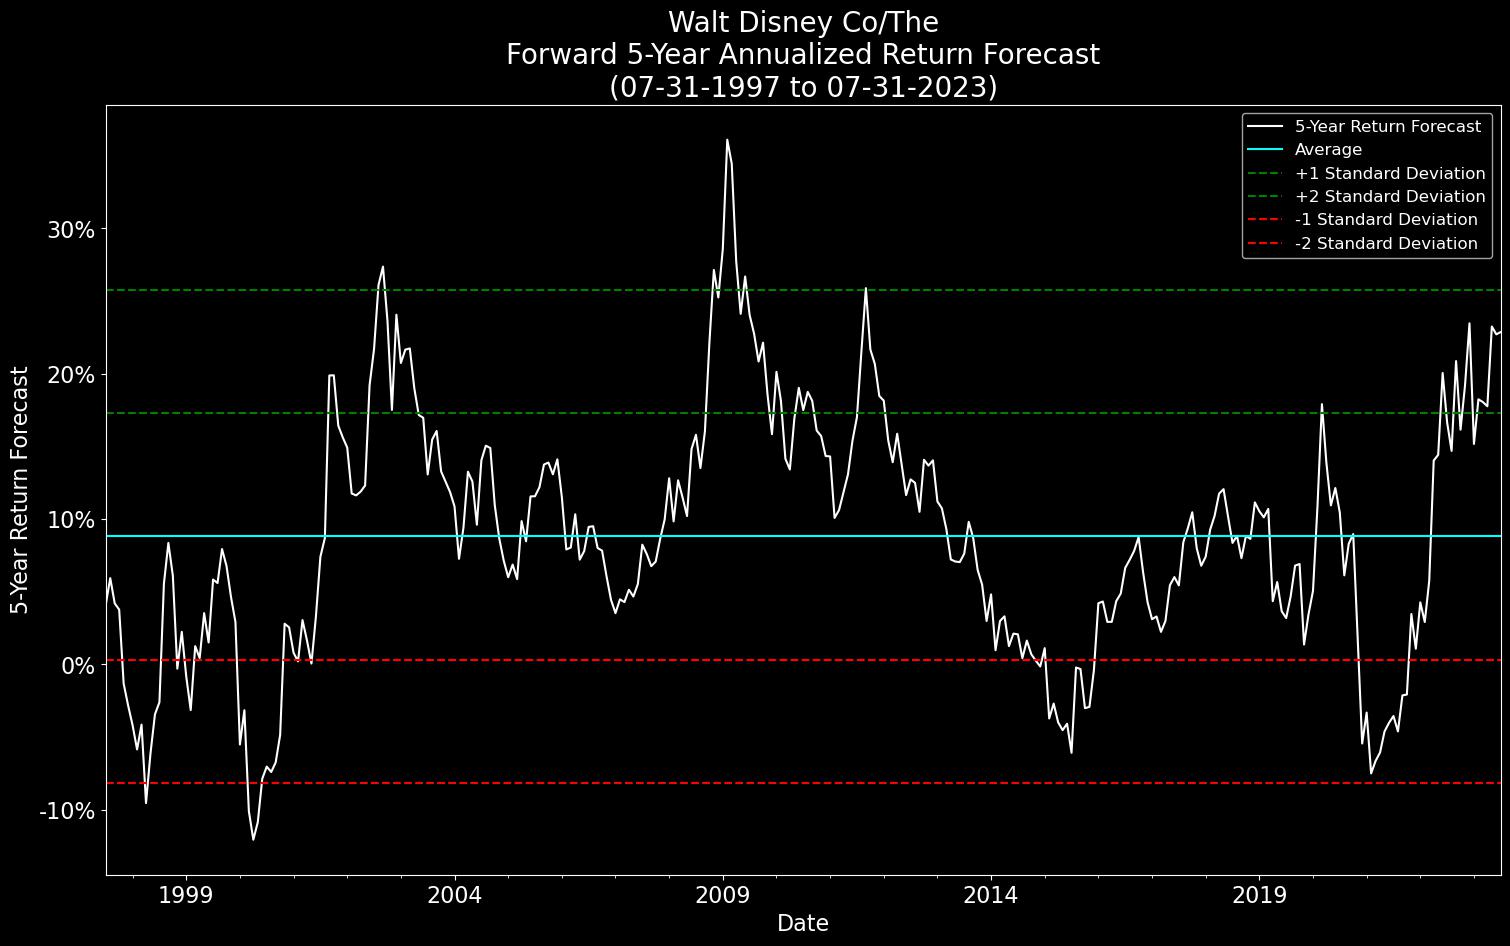 Walt Disney Co/The
Forward 5-Year Annualized Return Forecast
(07-31-1997 to 07-31-2023)
5-Year Return Forecast
Average
+1 Standard Deviation
+2 Standard Deviation
-1 Standard Deviation
-2 Standard Deviation
5-Year Return Forecast
30%
20%
10%
0%
-10%
1999
2004
2009
2014
2019
Date